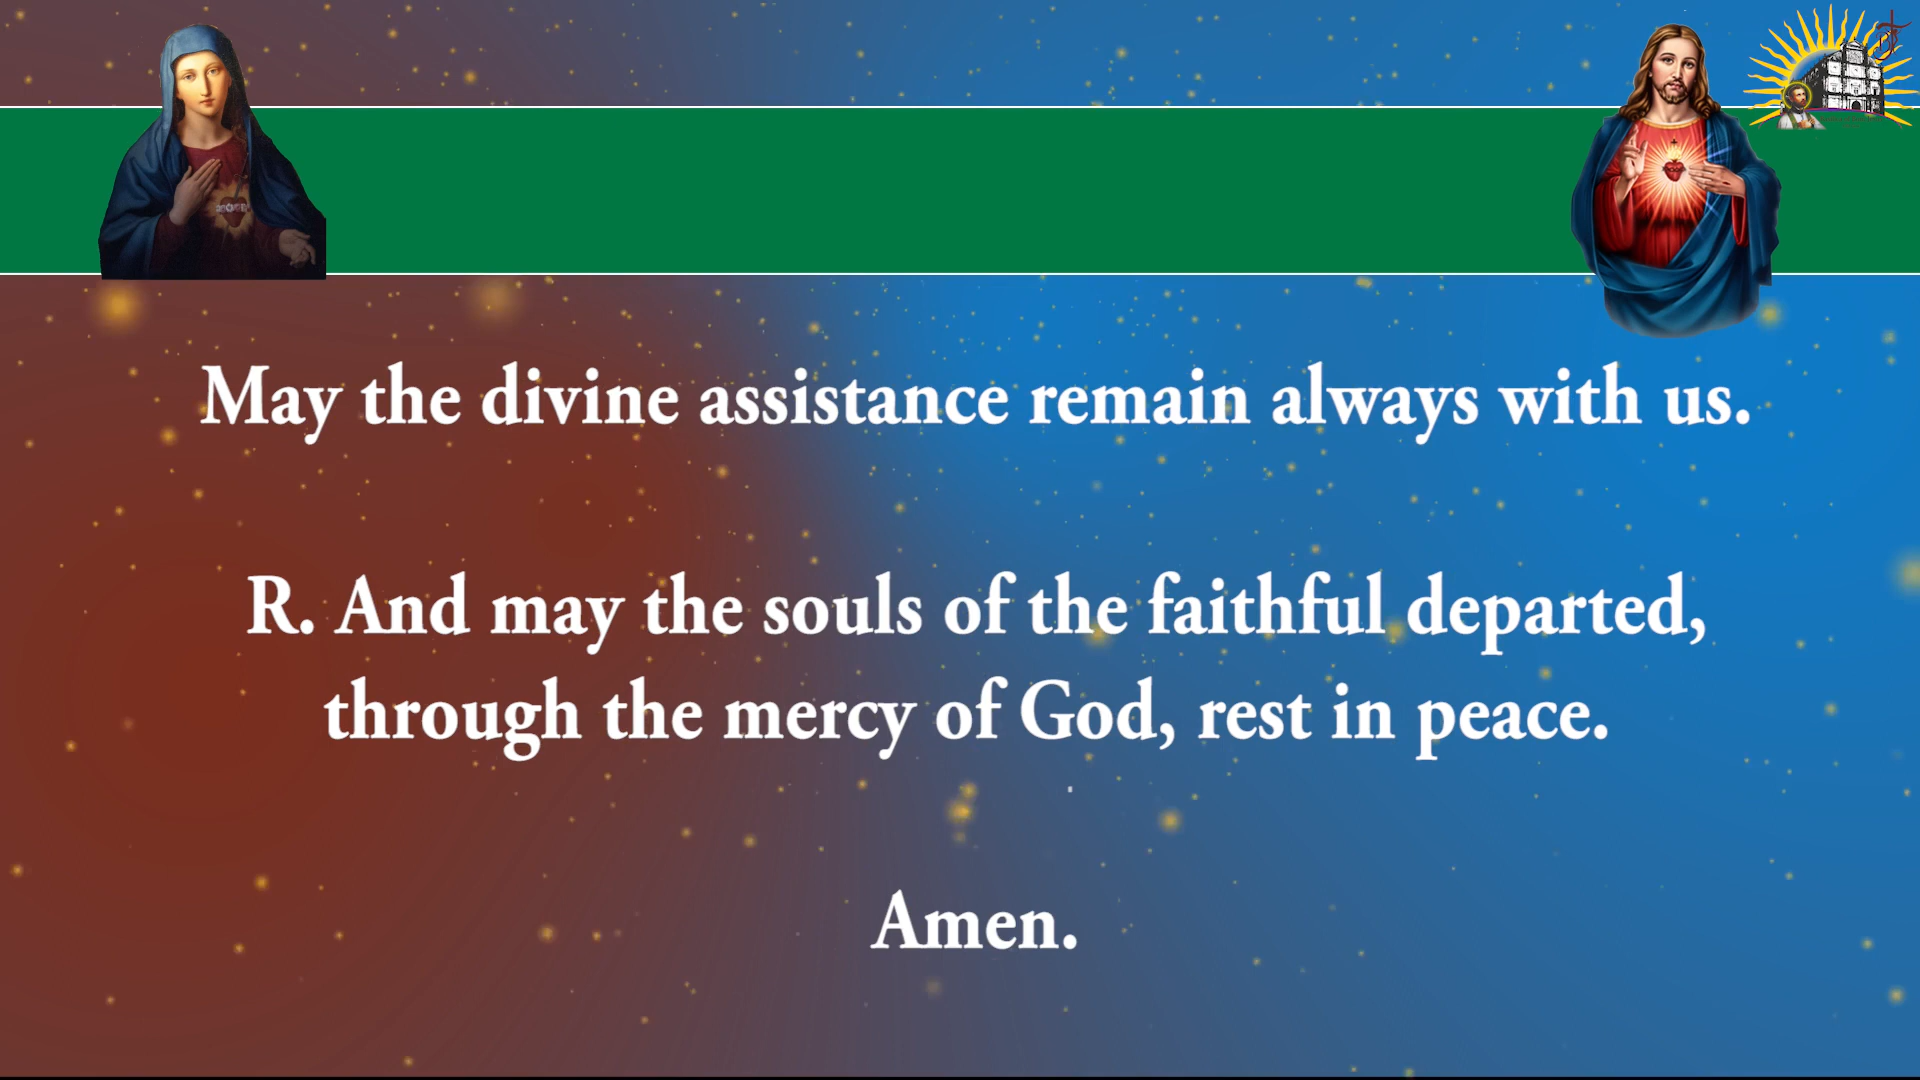 May the divine assistance remain always with us.
R. And may the souls of the faithful departed,
through the mercy of God, rest in peace.
Amen.